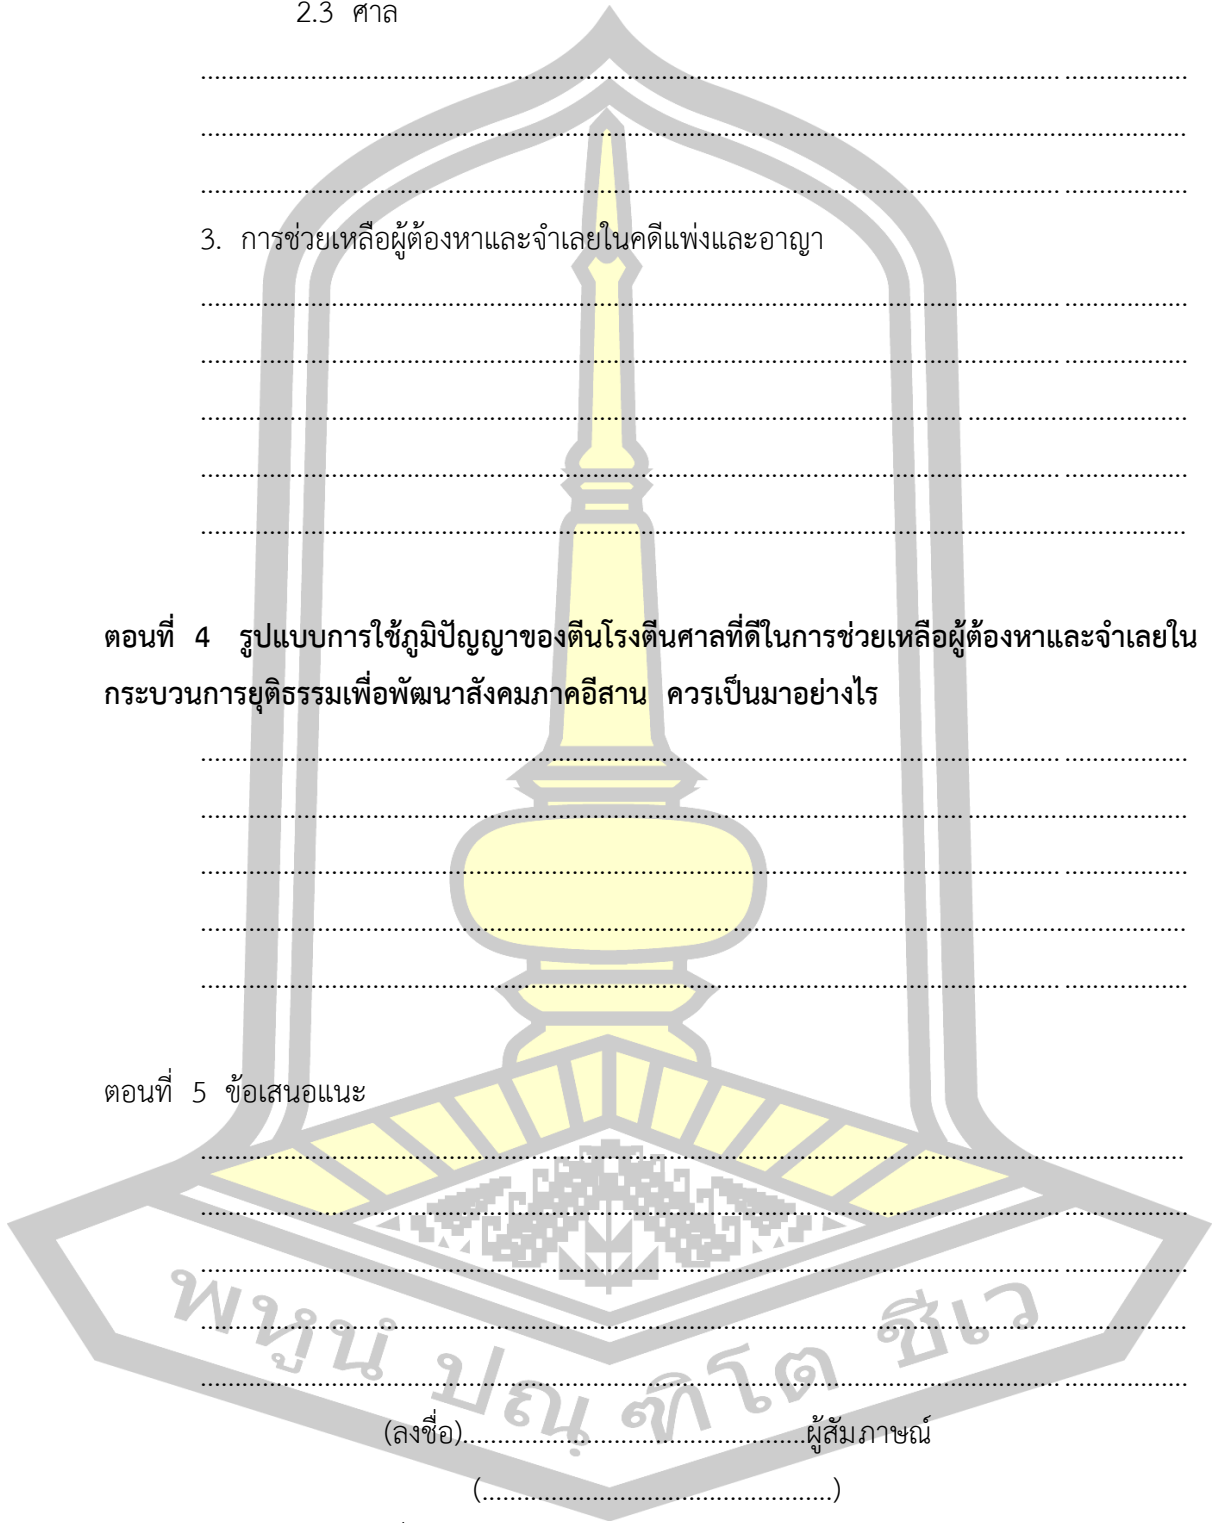 2.3 ศาล
................................................................................................................................................
................................................................................................................................................
................................................................................................................................................
3. การช่วยเหลือผู้ต้องหาและจำเลยในคดีแพ่งและอาญา
................................................................................................................................................
................................................................................................................................................
................................................................................................................................................
................................................................................................................................................
................................................................................................................................................
ตอนที่ 4 รูปแบบการใช้ภูมิปัญญาของตีนโรงตีนศาลที่ดีในการช่วยเหลือผู้ต้องหาและจำเลยใน
กระบวนการยุติธรรมเพื่อพัฒนาสังคมภาคอีสาน ควรเป็นมาอย่างไร
................................................................................................................................................
................................................................................................................................................
................................................................................................................................................
................................................................................................................................................
................................................................................................................................................
ตอนที่ 5 ข้อเสนอแนะ
................................................................................................................................................
................................................................................................................................................
................................................................................................................................................
................................................................................................................................................
................................................................................................................................................
พหูนํ ปณฺฑิโต ชีเว
(ลงชื่อ)..................................................ผู้สัมภาษณ์
(...................................................)